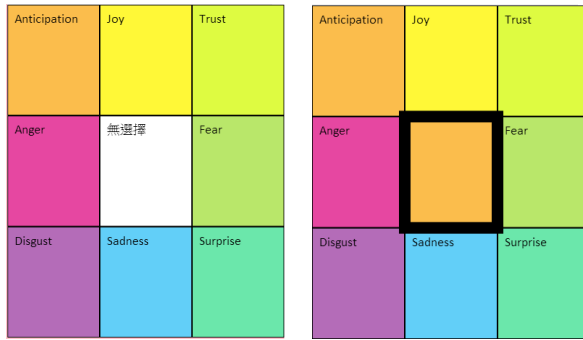 Anticipation Joy Trust
Anger 無選擇 Fear
Disgust Sadness Surprise
Anticipation Joy Trust
Anger Fear
Disgust Sadness Surprise